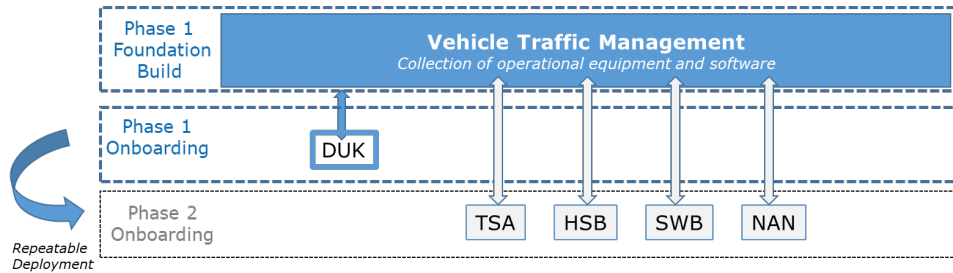 Phase 1
Foundation
Build
Vehicle Traffic Management
Collection of operational equipment and software
Phase 1
Onboarding
DUK
Phase 2
Onboarding
TSA
HSB
SWB
NAN
Repeatable
Deployment